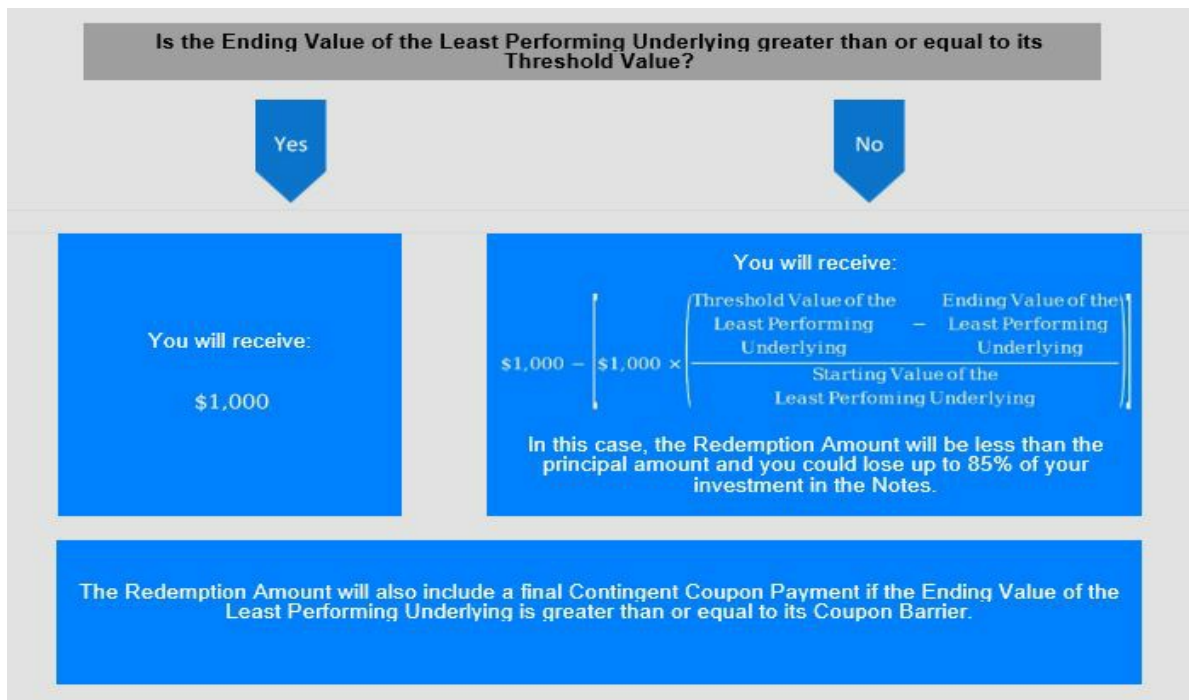 Is the Ending Value of the Least Performing Underlying greater than or equal to its
Threshold Value?
Yes
No
You will receive:
$1,000
You will receive:
$1,000 − [$1,000 × (Threshold Value of the Least Performing Underlying − Ending Value of the Least Performing Underlying
Starting Value of the
Least Perfoming Underlying)]
In this case, the Redemption Amount will be less than the
principal amount and you could lose up to 85% of your
investment in the Notes.
The Redemption Amount will also include a final Contingent Coupon Payment if the Ending Value of the
Least Performing Underlying is greater than or equal to its Coupon Barrier.